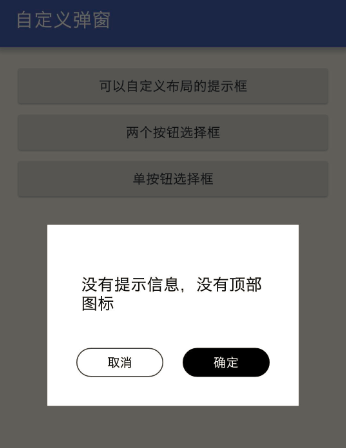 自定义弹窗
可以自定义布局的提示框
两个按钮选择框
单按钮选择框
没有提示信息，没有顶部
图标
取消
确定